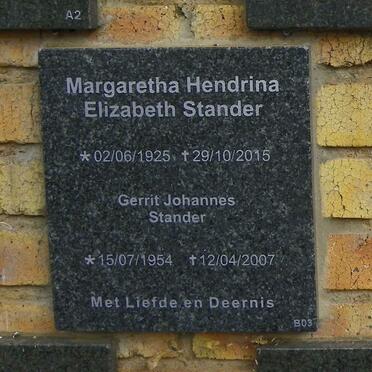 A2
Margaretha Hendrina
Elizabeth Stander
* 02/06/1925 ✝ 29/10/2015
Gerrit Johannes
Stander
* 15/07/1954 ✝ 12/04/2007
Met Liefde en Deernis
B03